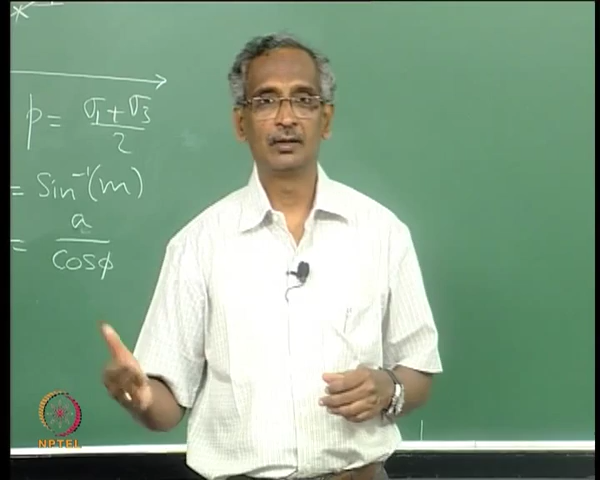 p = σ₁ + σ₃ / 2
= Sin⁻¹(m)
= a / Cosϕ
NPTEL